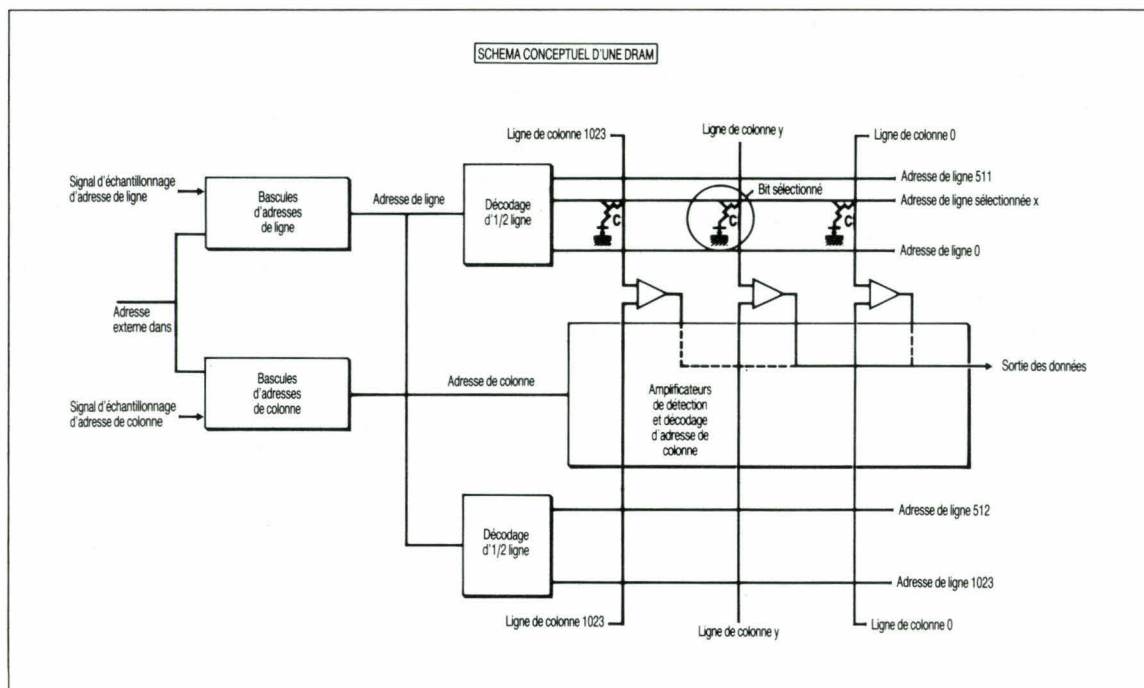 SCHEMA CONCEPTUEL D'UNE DRAM
Ligne de colonne 1023
Ligne de colonne y
Ligne de colonne 0
Signal d'échantillonnage
d'adresse de ligne
Bascules
d'adresses
de ligne
Adresse de ligne
Décodage
d'1/2 ligne
Bit sélectionné
Adresse de ligne 511
Adresse de ligne sélectionnée x
C
C
C
Adresse de ligne 0
Adresse
externe dans
Bascules
d'adresses
de colonne
Adresse de colonne
Signal d'échantillonnage
d'adresse de colonne
Amplificateurs
de détection
et décodage
d'adresse de
colonne
Sortie des données
Décodage
d'1/2 ligne
Adresse de ligne 512
Adresse de ligne 1023
Ligne de colonne 1023
Ligne de colonne y
Ligne de colonne 0